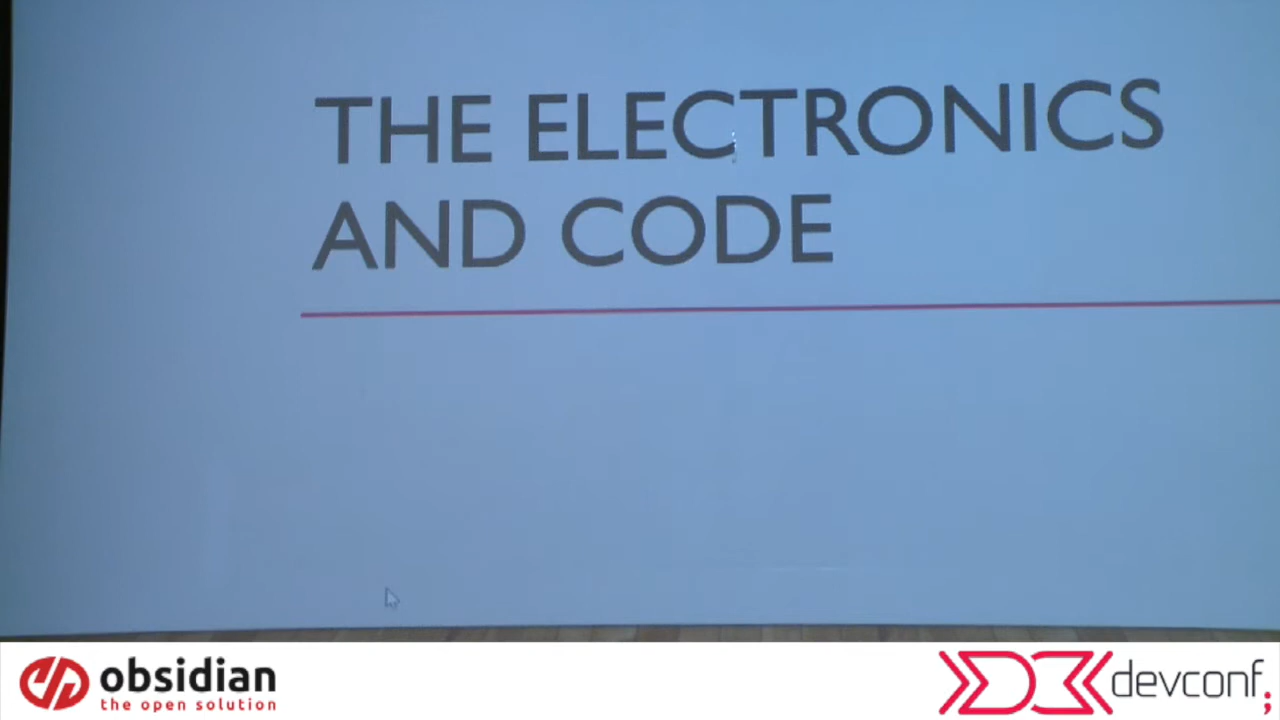 THE ELECTRONICS
AND CODE
obsidian
the open solution
devconf;